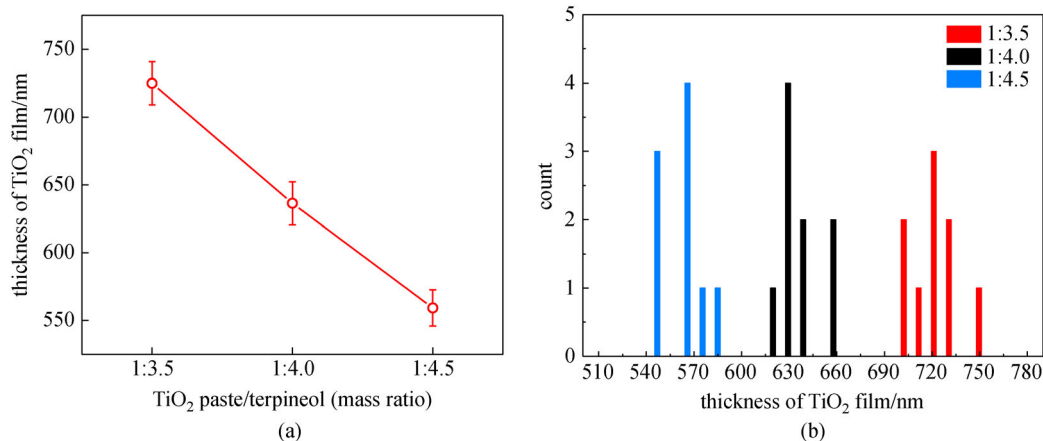 750
700
650
600
550
thickness of TiO₂ film/nm
1:3.5 1:4.0 1:4.5
TiO₂ paste/terpineol (mass ratio)
(a)
5
4
3
2
1
0
count
1:3.5
1:4.0
1:4.5
510 540 570 600 630 660 690 720 750 780
thickness of TiO₂ film/nm
(b)